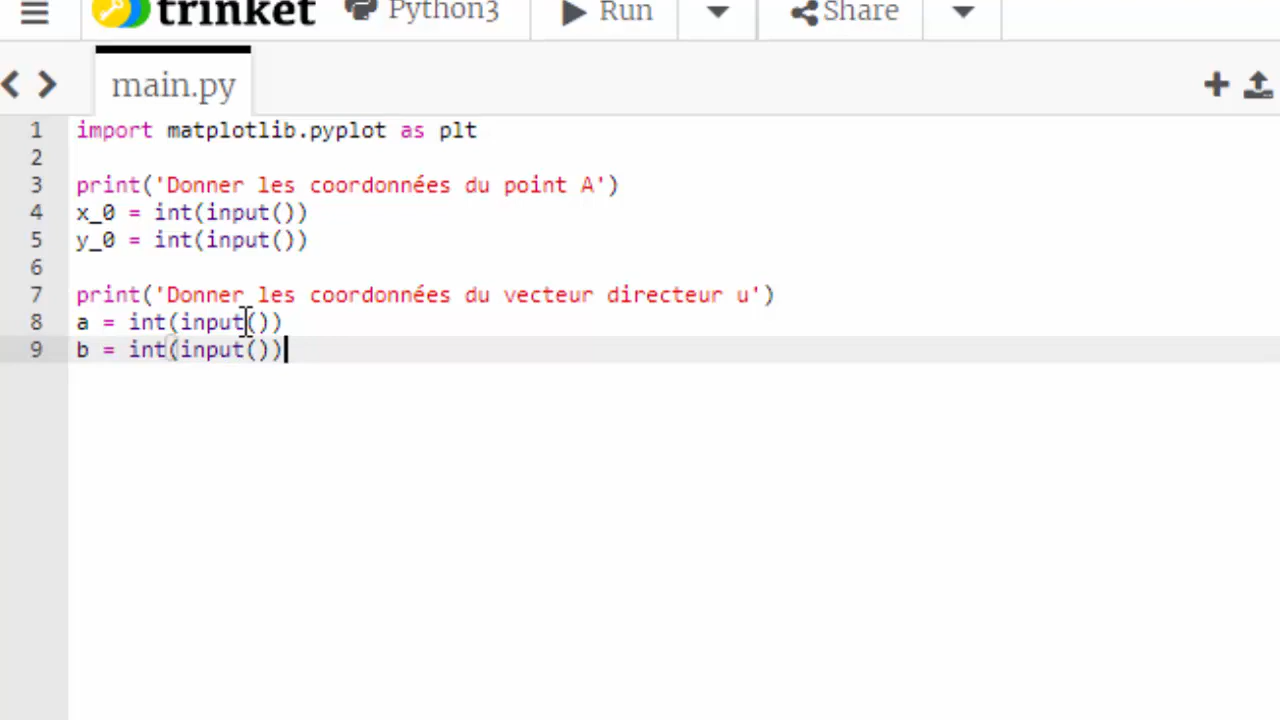 trinket Python3 Run Share
main.py
1 import matplotlib.pyplot as plt
2
3 print('Donner les coordonnées du point A')
4 x_0 = int(input())
5 y_0 = int(input())
6
7 print('Donner les coordonnées du vecteur directeur u')
8 a = int(input())
9 b = int(input())